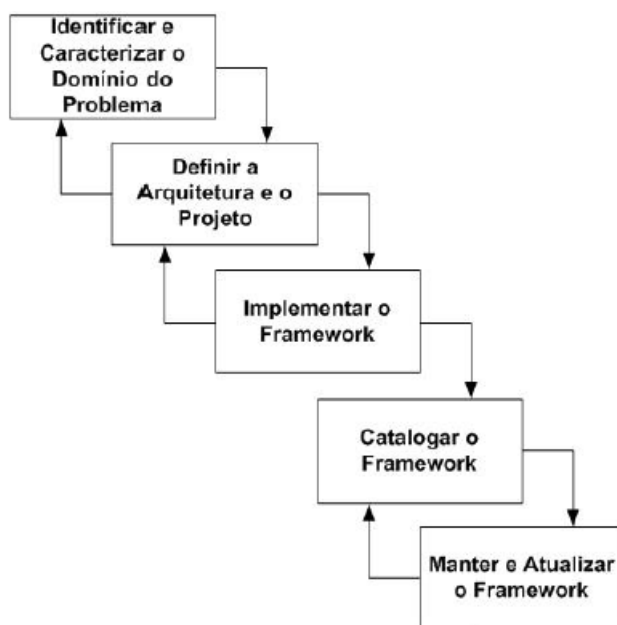 Identificar e
Caracterizar o
Domínio do
Problema
Definir a
Arquitetura e o
Projeto
Implementar o
Framework
Catalogar o
Framework
Manter e Atualizar
o Framework